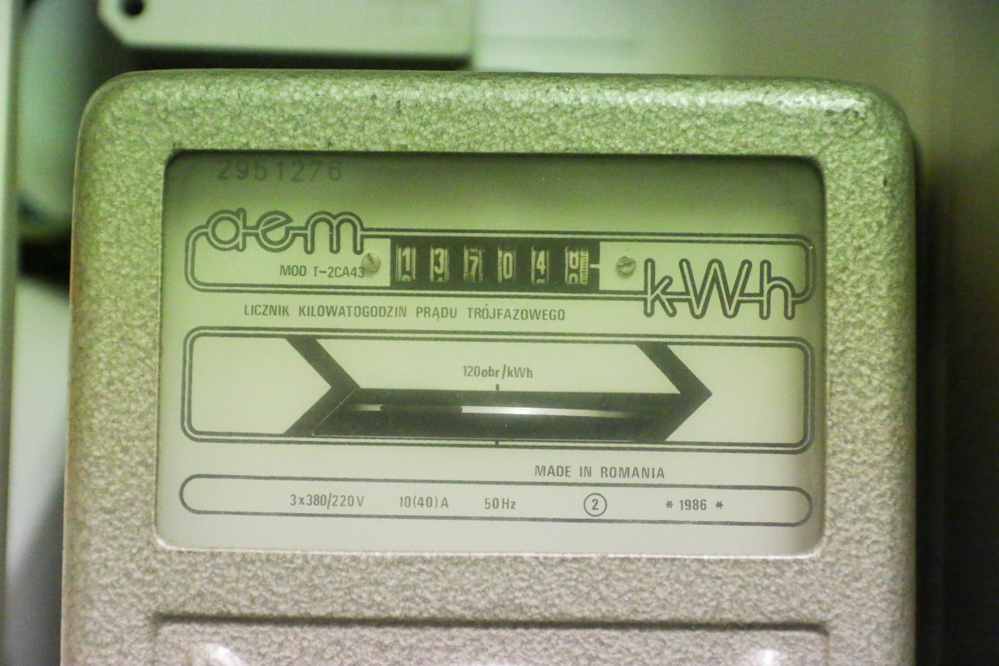 2951276
aem
MOD T-2CA43
13704
kWh
LICZNIK KILOWATOGODZIN PRĄDU TRÓJFAZOWEGO
120obr/kWh
MADE IN ROMANIA
3x380/220V 10(40)A 50Hz 2 *1986*